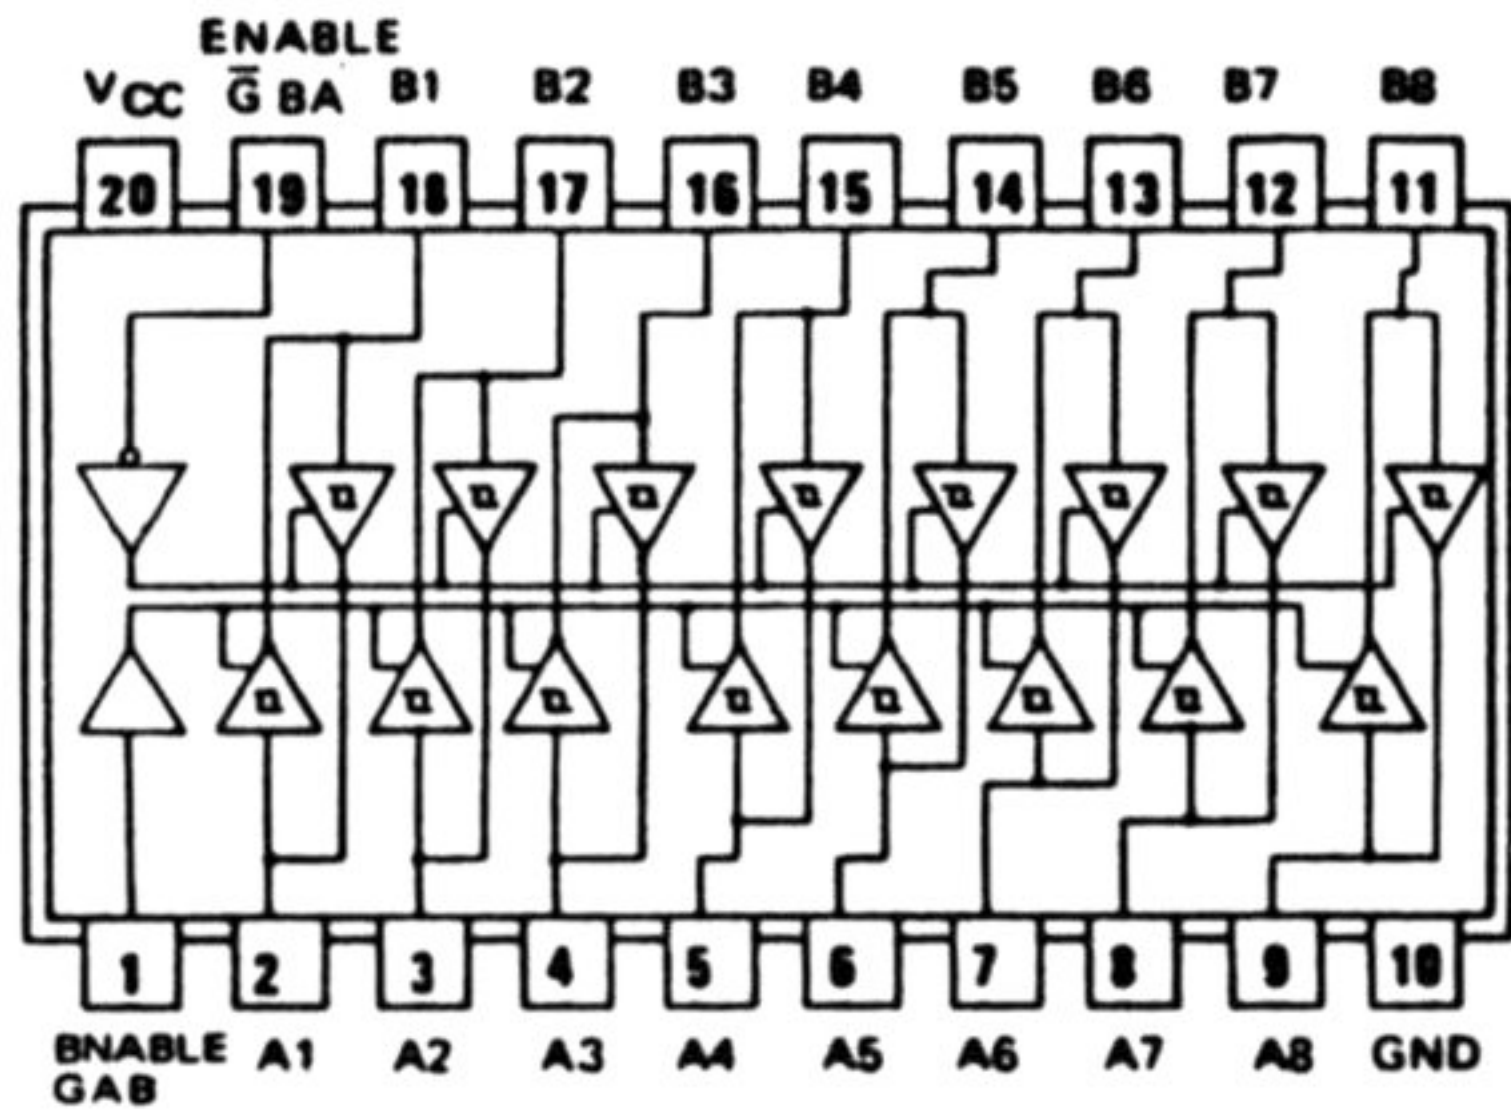 ENABLE
VCC G̅ BA B1 B2 B3 B4 B5 B6 B7 B8
20 19 18 17 16 15 14 13 12 11
1 2 3 4 5 6 7 8 9 10
BNABLE A1 A2 A3 A4 A5 A6 A7 A8 GND
GAB